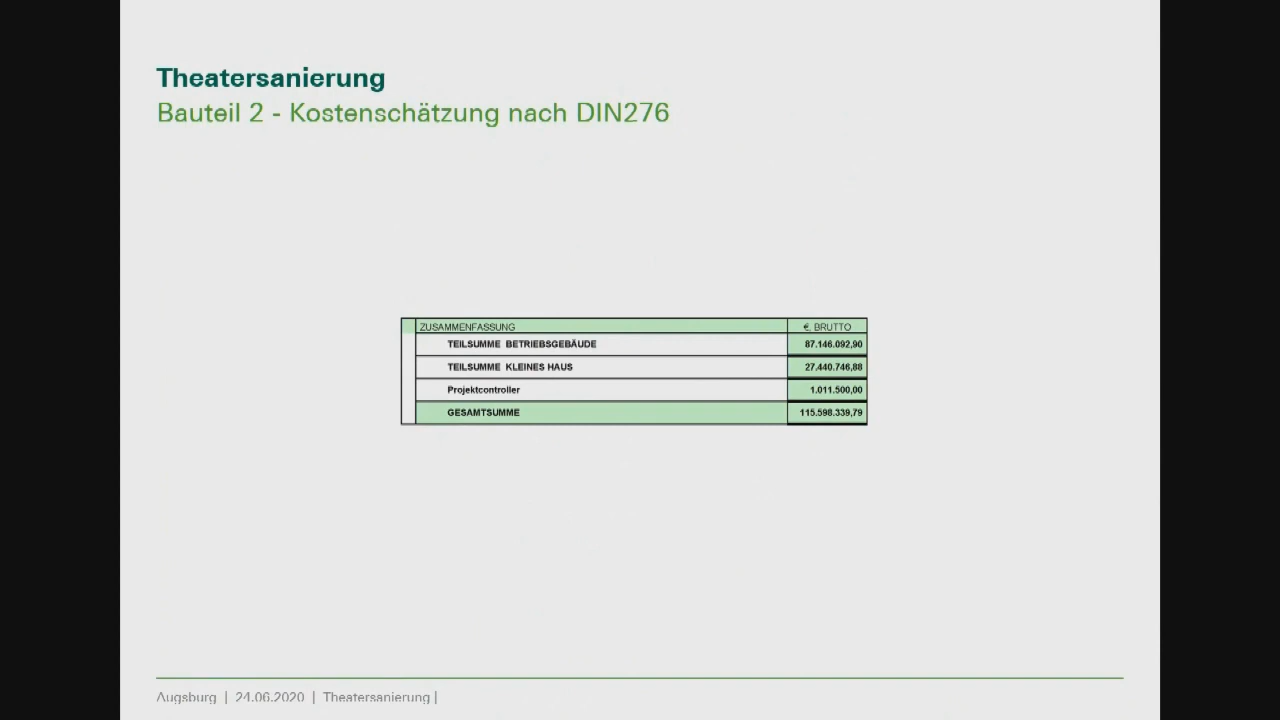 Theatersanierung
Bauteil 2 - Kostenschätzung nach DIN276
ZUSAMMENFASSUNG €, BRUTTO
TEILSUMME BETRIEBSGEBÄUDE 87.146.092,90
TEILSUMME KLEINES HAUS 27.440.746,88
Projektcontroller 1.011.500,00
GESAMTSUMME 115.598.339,79
Augsburg | 24.06.2020 | Theatersanierung |